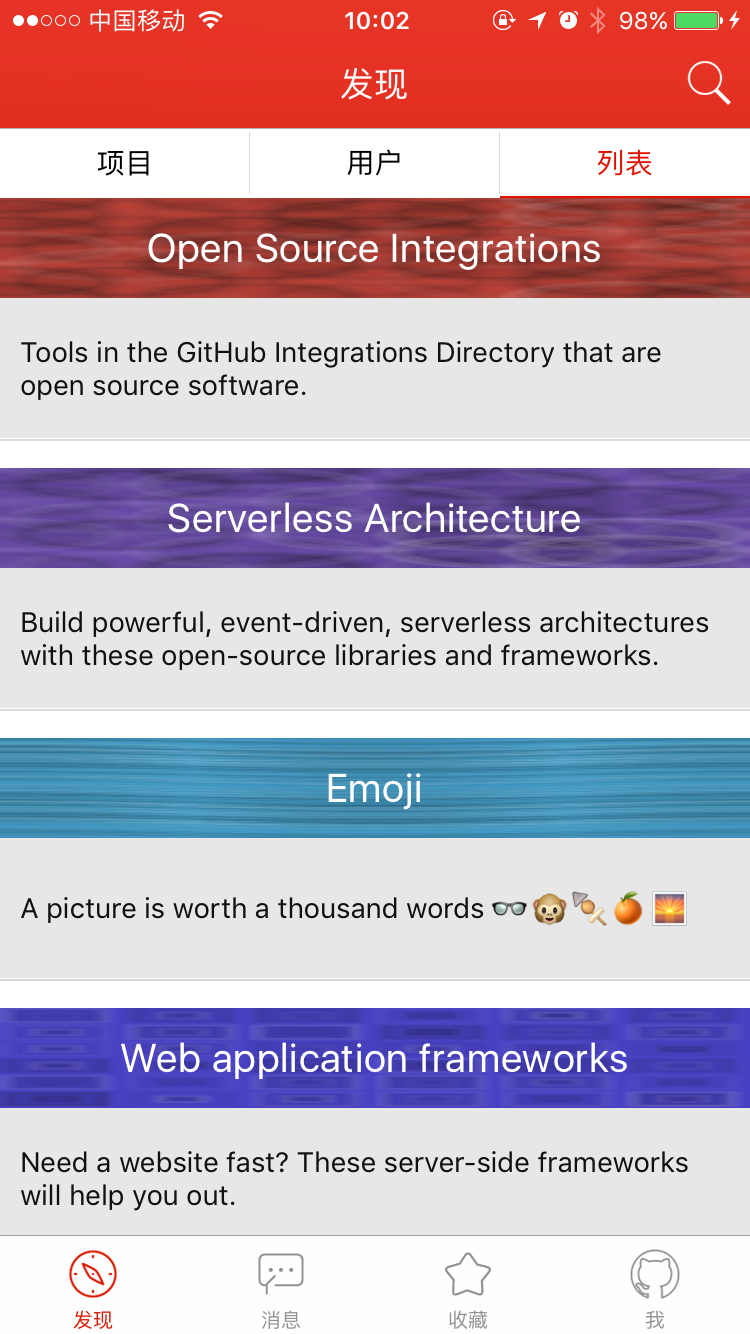 中国移动 10:02 98%
发现
项目 用户 列表
Open Source Integrations
Tools in the GitHub Integrations Directory that are
open source software.
Serverless Architecture
Build powerful, event-driven, serverless architectures
with these open-source libraries and frameworks.
Emoji
A picture is worth a thousand words 👓🐵🍢🍊🌅
Web application frameworks
Need a website fast? These server-side frameworks
will help you out.
发现 消息 收藏 我